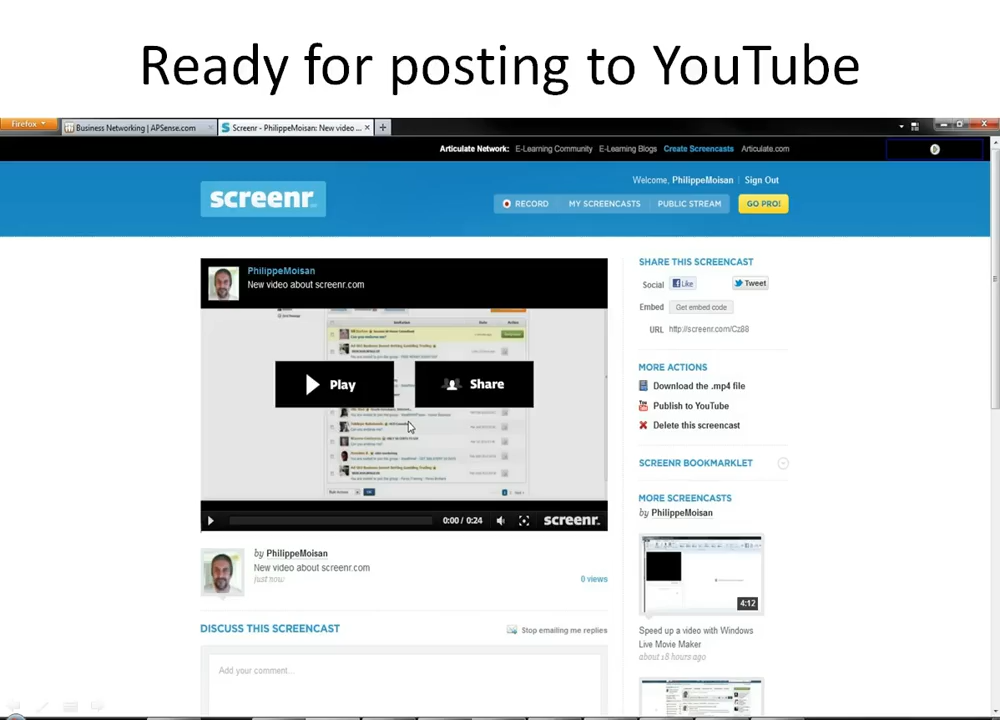 Ready for posting to YouTube
Firefox
Business Networking | APSense.com
Screenr - PhilippeMoisan: New video ...
Articulate Network: E-Learning Community E-Learning Blogs Create Screencasts Articulate.com
Welcome, PhilippeMoisan | Sign Out
screenr
RECORD MY SCREENCASTS PUBLIC STREAM GO PRO!
PhilippeMoisan
New video about screenr.com
Play
Share
0:00 / 0:24
screenr
by PhilippeMoisan
New video about screenr.com
just now
0 views
DISCUSS THIS SCREENCAST
Stop emailing me replies
Add your comment...
SHARE THIS SCREENCAST
Social Like Tweet
Embed Get embed code
URL http://screenr.com/Cz88
MORE ACTIONS
Download the .mp4 file
Publish to YouTube
Delete this screencast
SCREENR BOOKMARKLET
MORE SCREENCASTS
by PhilippeMoisan
4:12
Speed up a video with Windows
Live Movie Maker
about 18 hours ago